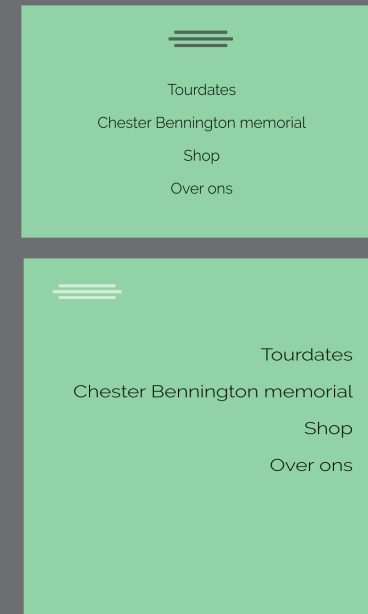 Tourdates
Chester Bennington memorial
Shop
Over ons
Tourdates
Chester Bennington memorial
Shop
Over ons